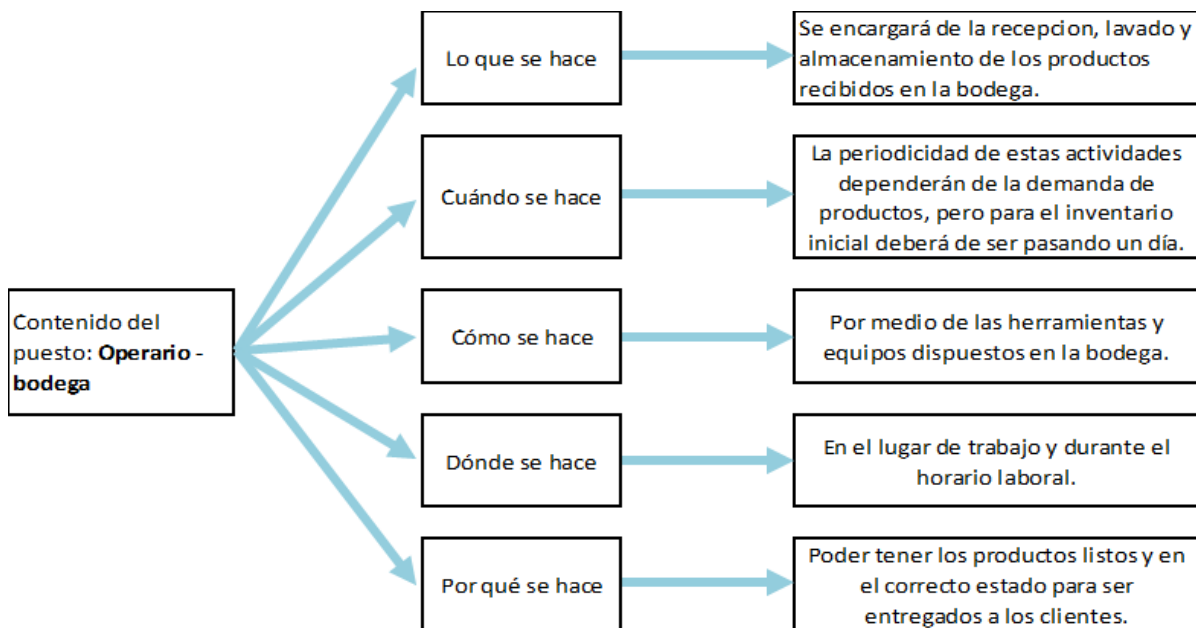 Contenido del
puesto: Operario -
bodega
Lo que se hace
Se encargará de la recepcion, lavado y
almacenamiento de los productos
recibidos en la bodega.
Cuándo se hace
La periodicidad de estas actividades
dependerán de la demanda de
productos, pero para el inventario
inicial deberá de ser pasando un día.
Cómo se hace
Por medio de las herramientas y
equipos dispuestos en la bodega.
Dónde se hace
En el lugar de trabajo y durante el
horario laboral.
Por qué se hace
Poder tener los productos listos y en
el correcto estado para ser
entregados a los clientes.